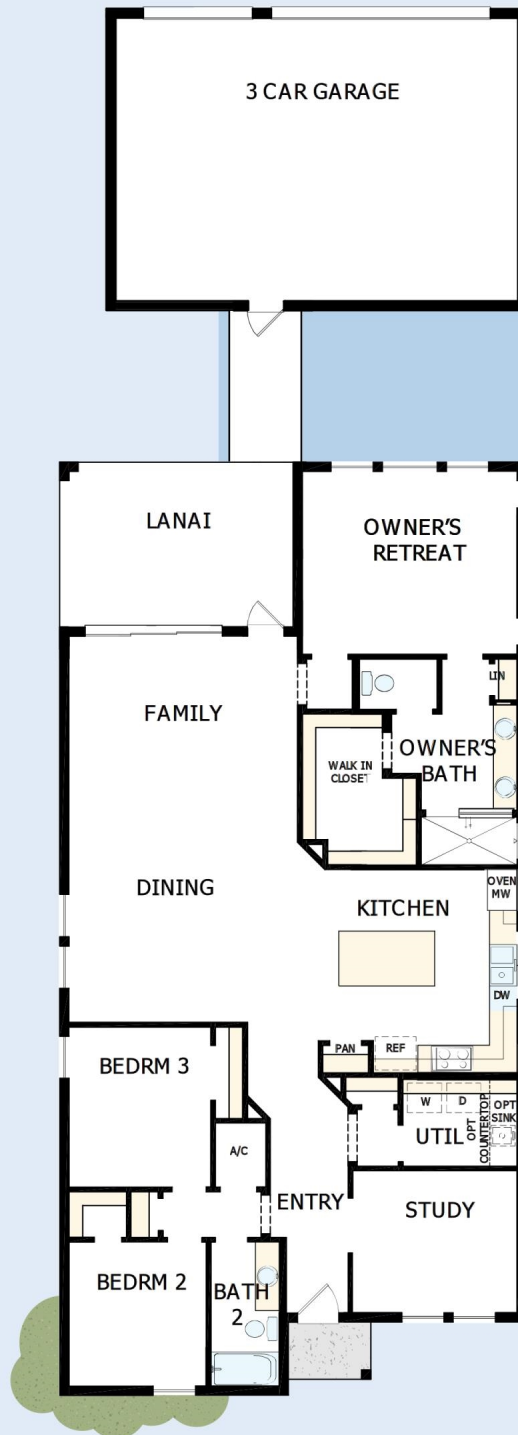 3 CAR GARAGE
LANAI
OWNER'S
RETREAT
LIN
FAMILY
OWNER'S
BATH
WALK IN
CLOSET
OVEN
MW
DINING
KITCHEN
DW
PAN
REF
BEDRM 3
W
D
OPT
SINK
OPT
COUNTERTOP
UTIL
A/C
ENTRY
STUDY
BEDRM 2
BATH
2